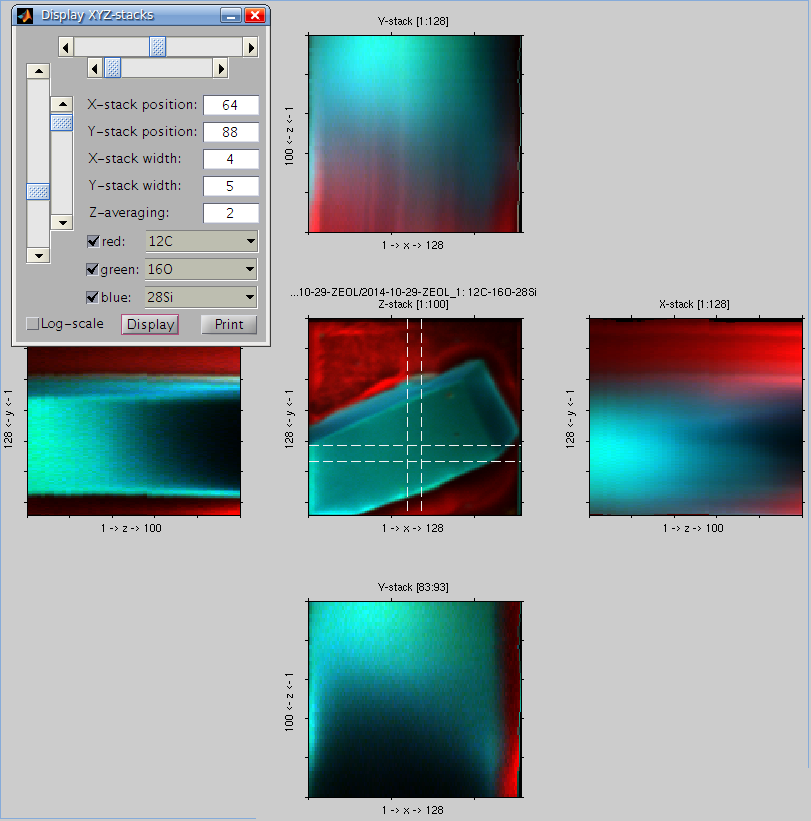 Display XYZ-stacks
X-stack position: 64
Y-stack position: 88
X-stack width: 4
Y-stack width: 5
Z-averaging: 2
red: 12C
green: 16O
blue: 28Si
Log-scale Display Print
Y-stack [1:128]
100 <- z <- 1
1 -> x -> 128
128 <- y <- 1
1 -> z -> 100
...10-29-ZEOL/2014-10-29-ZEOL_1: 12C-16O-28Si
Z-stack [1:100]
128 <- y <- 1
1 -> x -> 128
X-stack [1:128]
128 <- y <- 1
1 -> z -> 100
Y-stack [83:93]
100 <- z <- 1
1 -> x -> 128